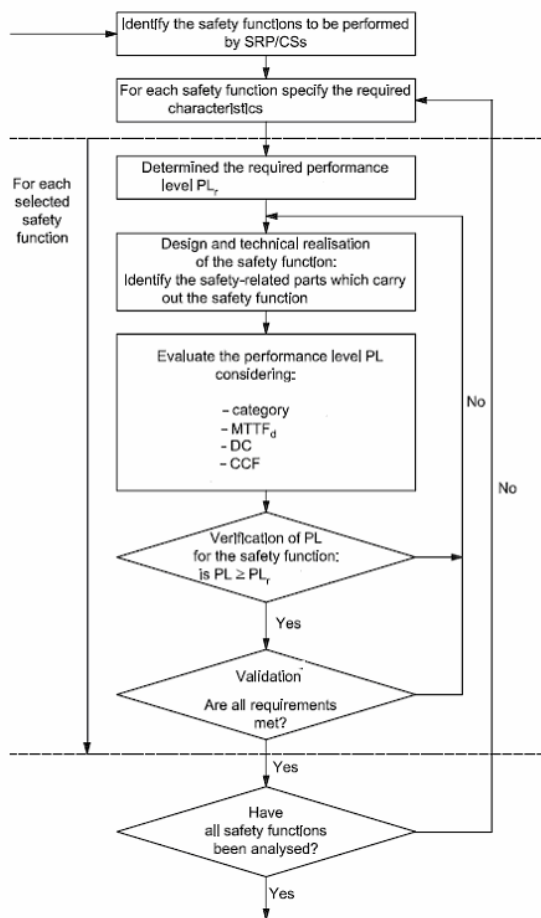 Identify the safety functions to be performed
by SRP/CSs
For each safety function specify the required
characteristics
For each
selected
safety
function
Determined the required performance
level PLr
Design and technical realisation
of the safety function:
Identify the safety-related parts which carry
out the safety function
Evaluate the performance level PL
considering:
– category
– MTTFd
– DC
– CCF
No
No
Verification of PL
for the safety function:
is PL ≥ PLr
Yes
Validation
Are all requirements
met?
Yes
Have
all safety functions
been analysed?
Yes